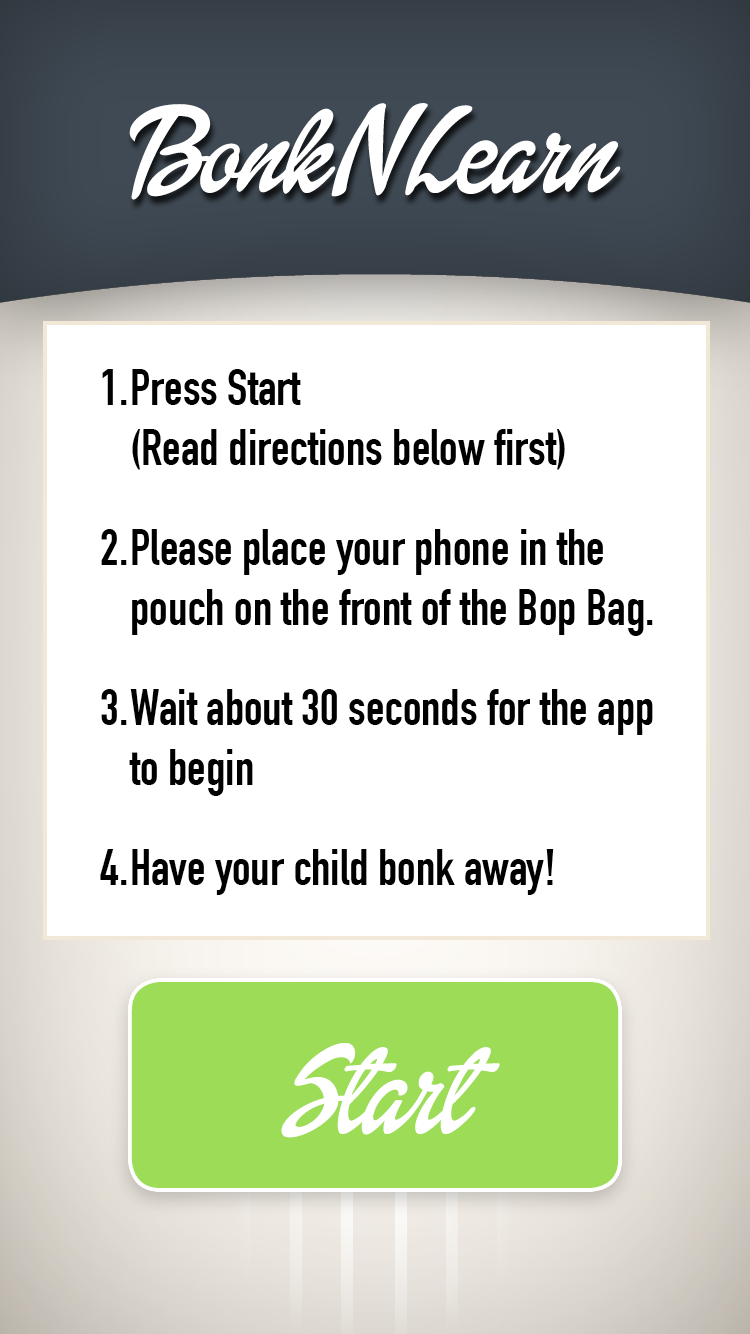 BonkNLearn
1.Press Start
(Read directions below first)
2.Please place your phone in the
pouch on the front of the Bop Bag.
3.Wait about 30 seconds for the app
to begin
4.Have your child bonk away!
Start